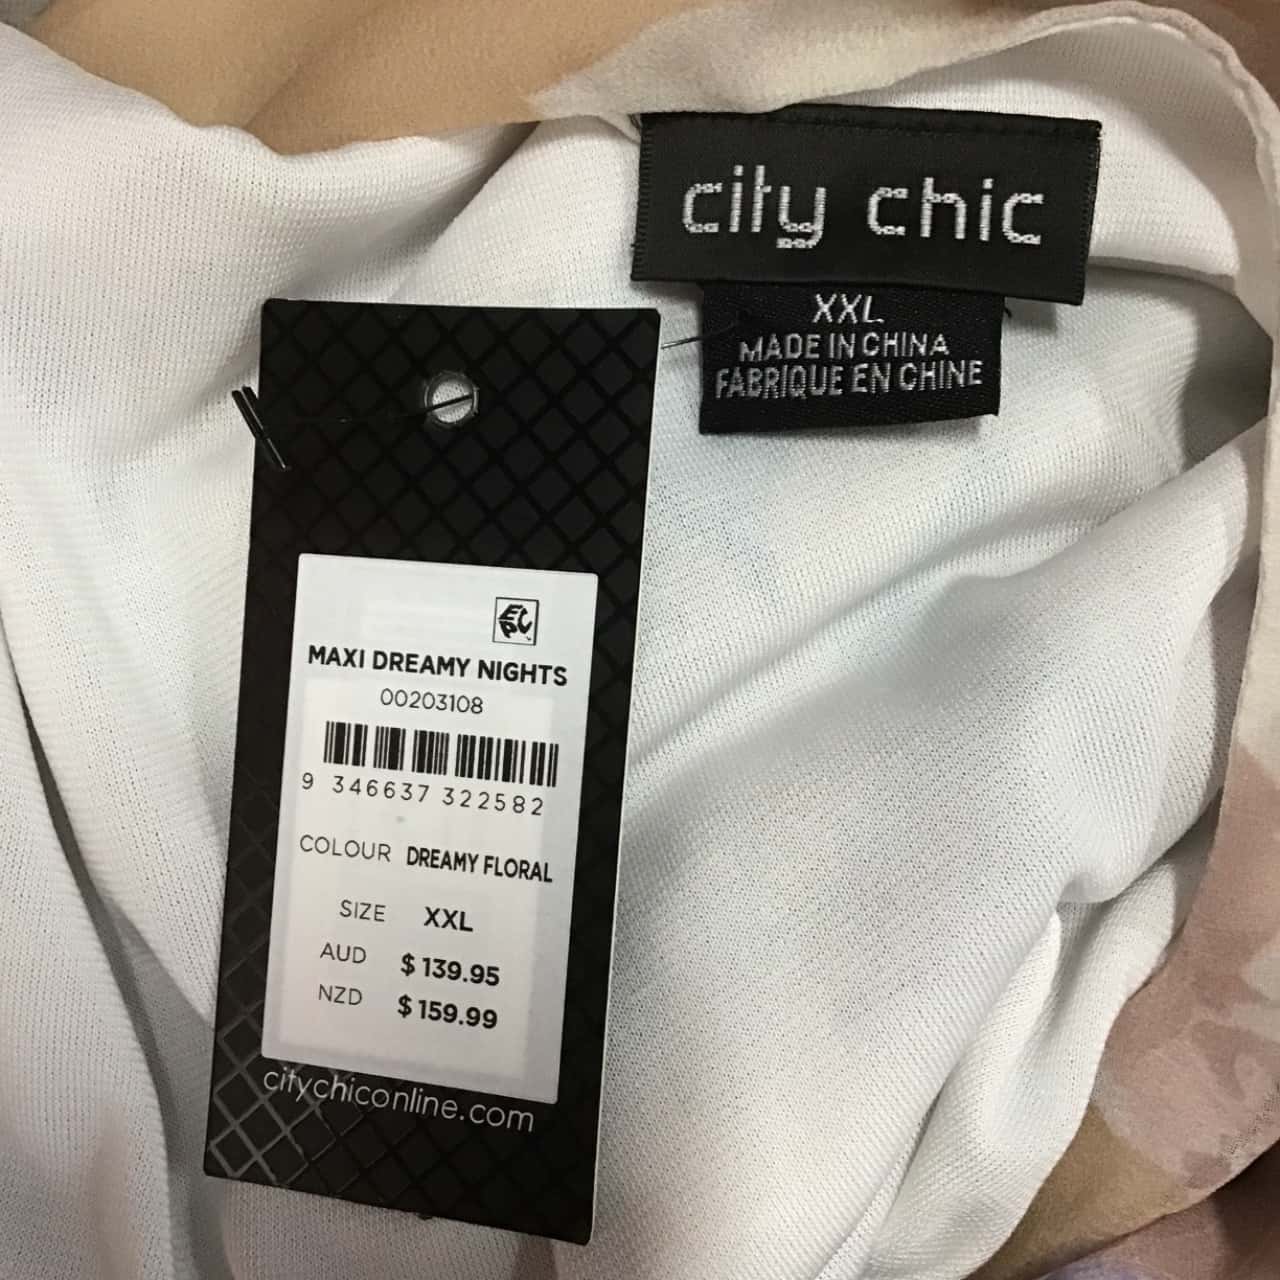 city chic
XXL
MADE IN CHINA
FABRIQUE EN CHINE
ECPC
MAXI DREAMY NIGHTS
00203108
9 346637 322582
COLOUR DREAMY FLORAL
SIZE XXL
AUD $139.95
NZD $159.99
citychiconline.com